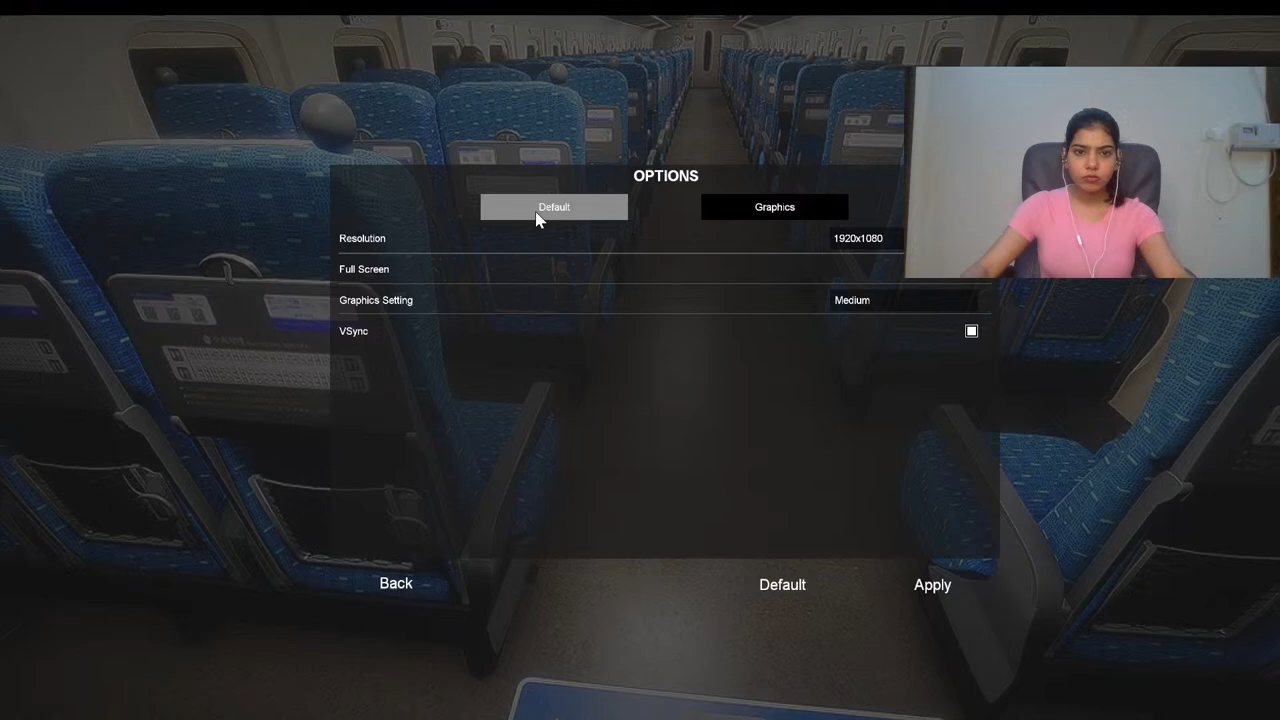 OPTIONS
Default Graphics
Resolution 1920x1080
Full Screen
Graphics Setting Medium
VSync
Back Default Apply